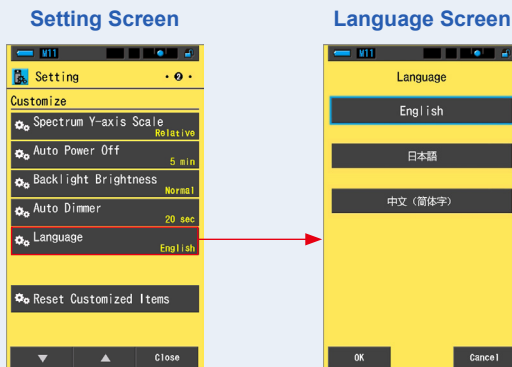 Setting Screen
M11
Setting
・❷・
Customize
Spectrum Y-axis Scale
Relative
Auto Power Off
5 min
Backlight Brightness
Normal
Auto Dimmer
20 sec
Language
English
Reset Customized Items
▼ ▲ Close
Language Screen
M11
Language
English
日本語
中文（简体字）
OK Cancel